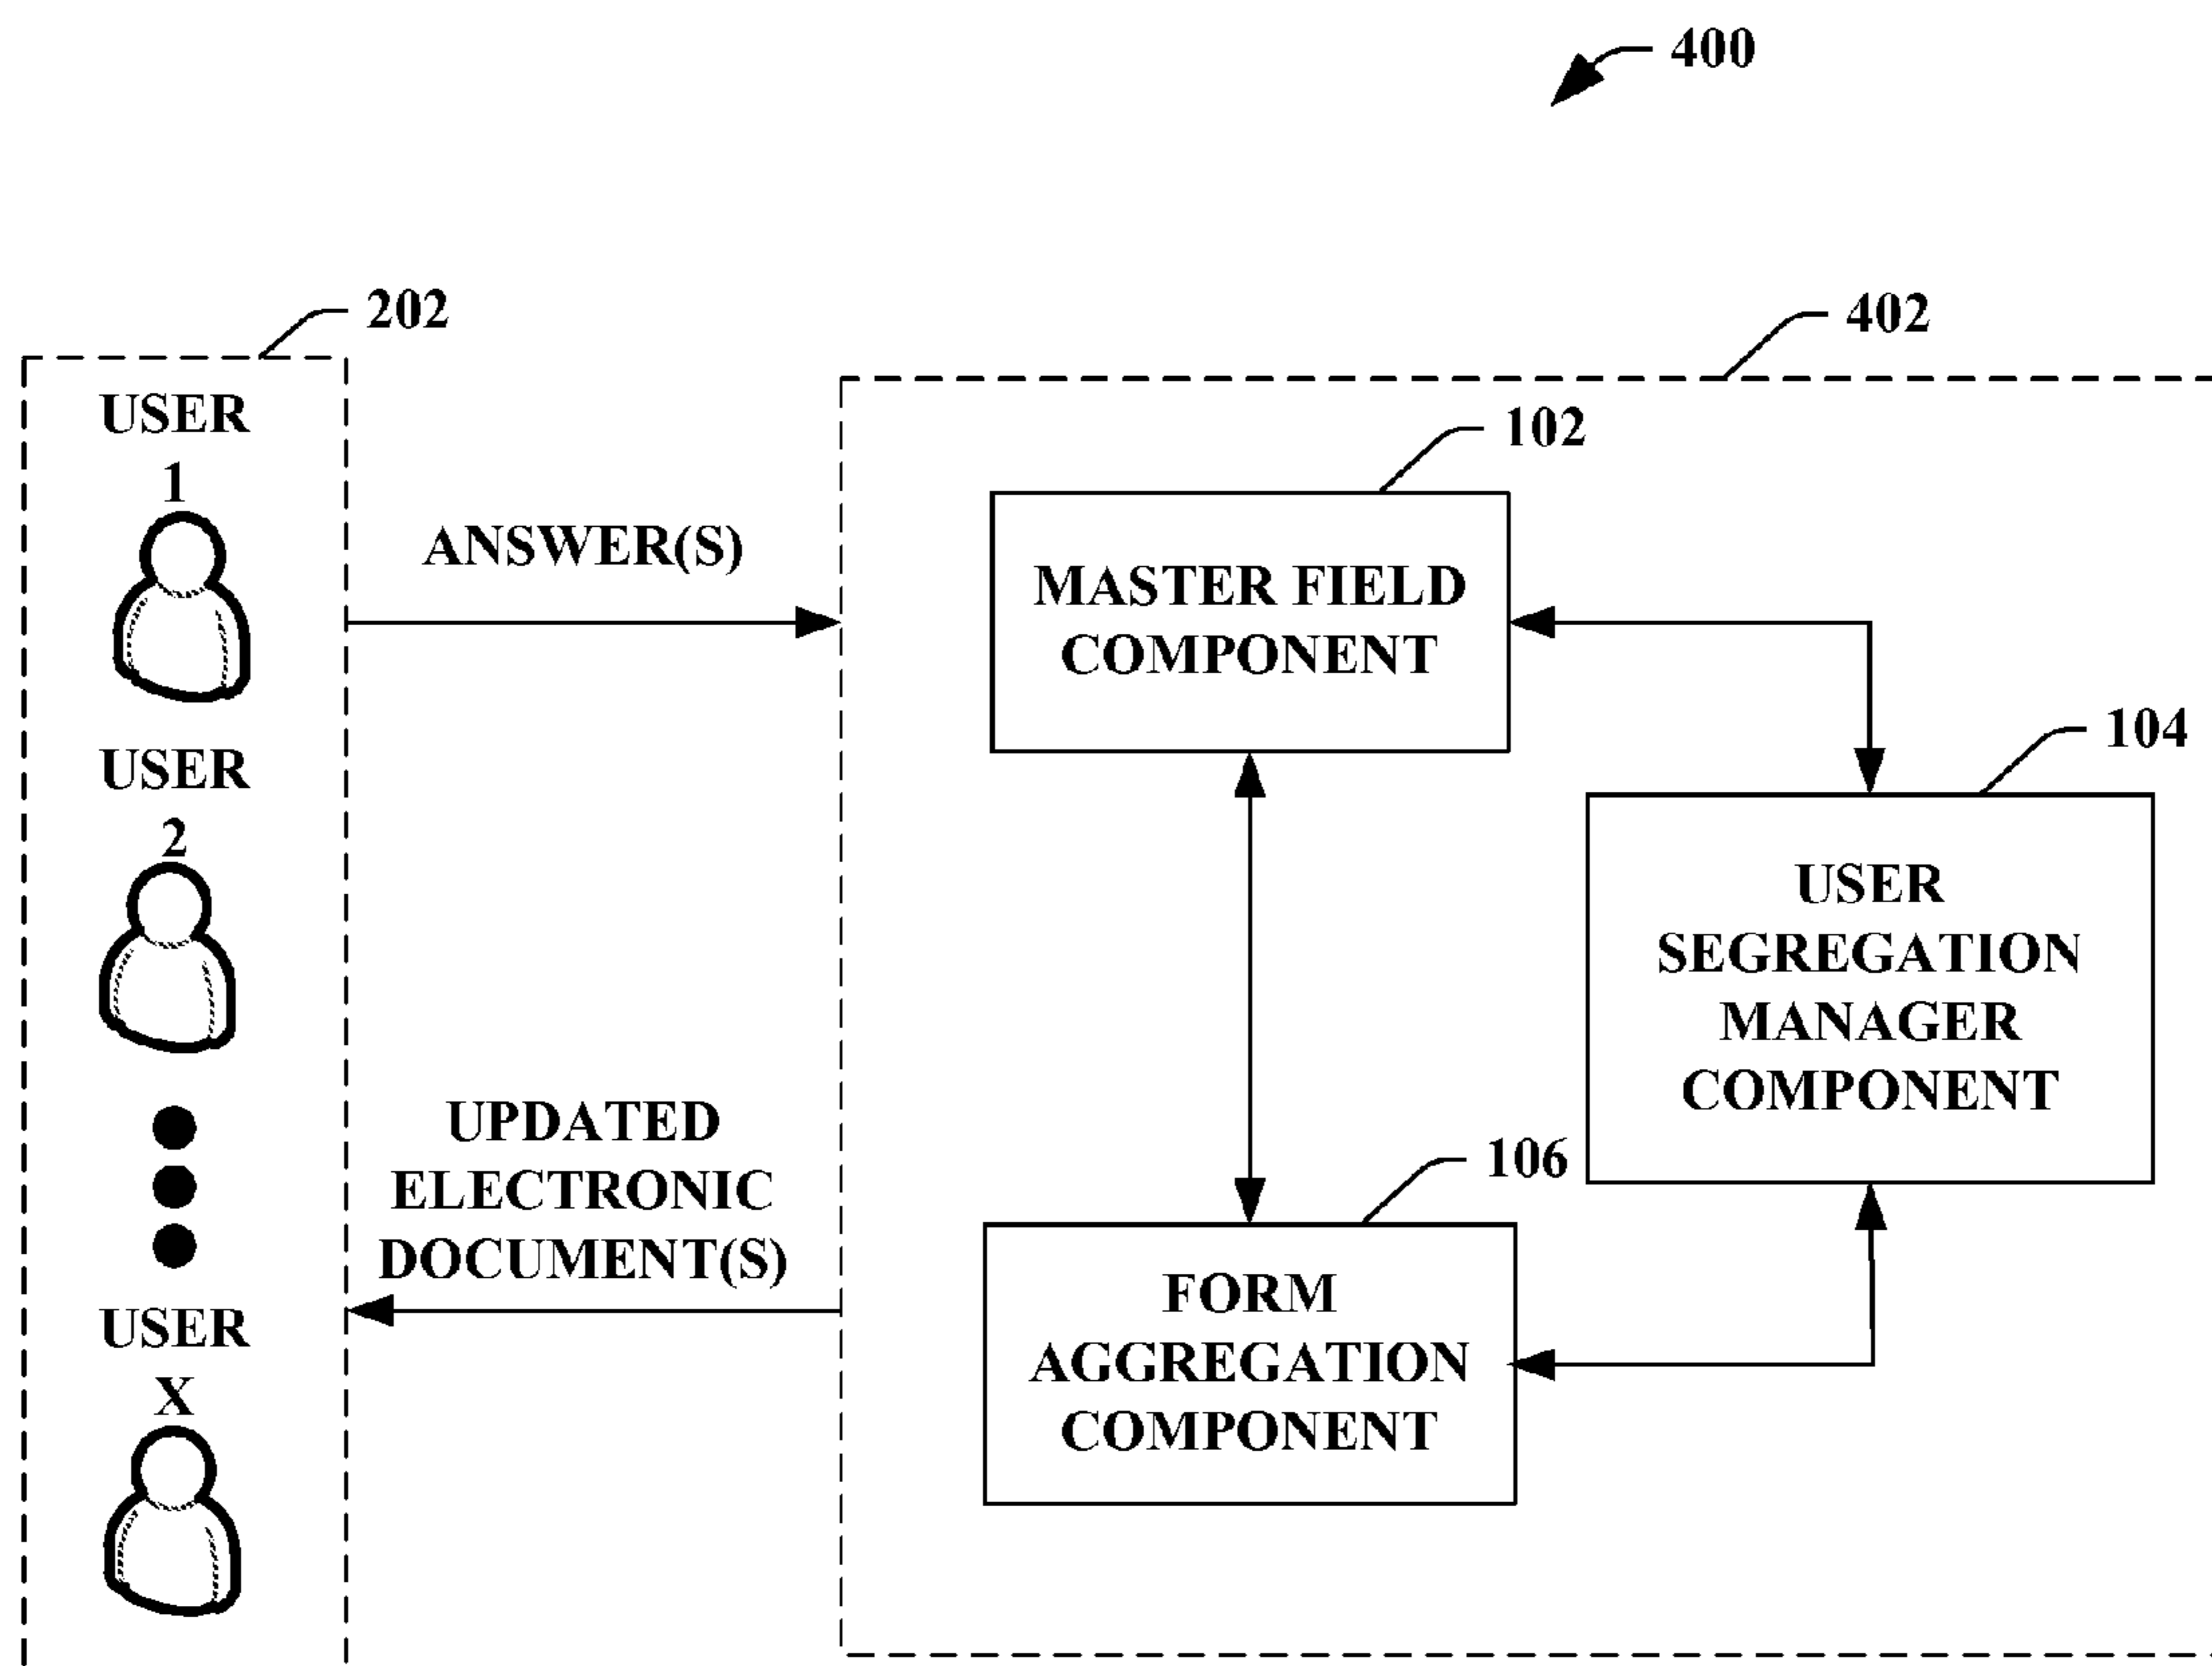 400
202
402
USER
1
USER
2
USER
X
ANSWER(S)
UPDATED
ELECTRONIC
DOCUMENT(S)
102
MASTER FIELD
COMPONENT
104
USER
SEGREGATION
MANAGER
COMPONENT
106
FORM
AGGREGATION
COMPONENT